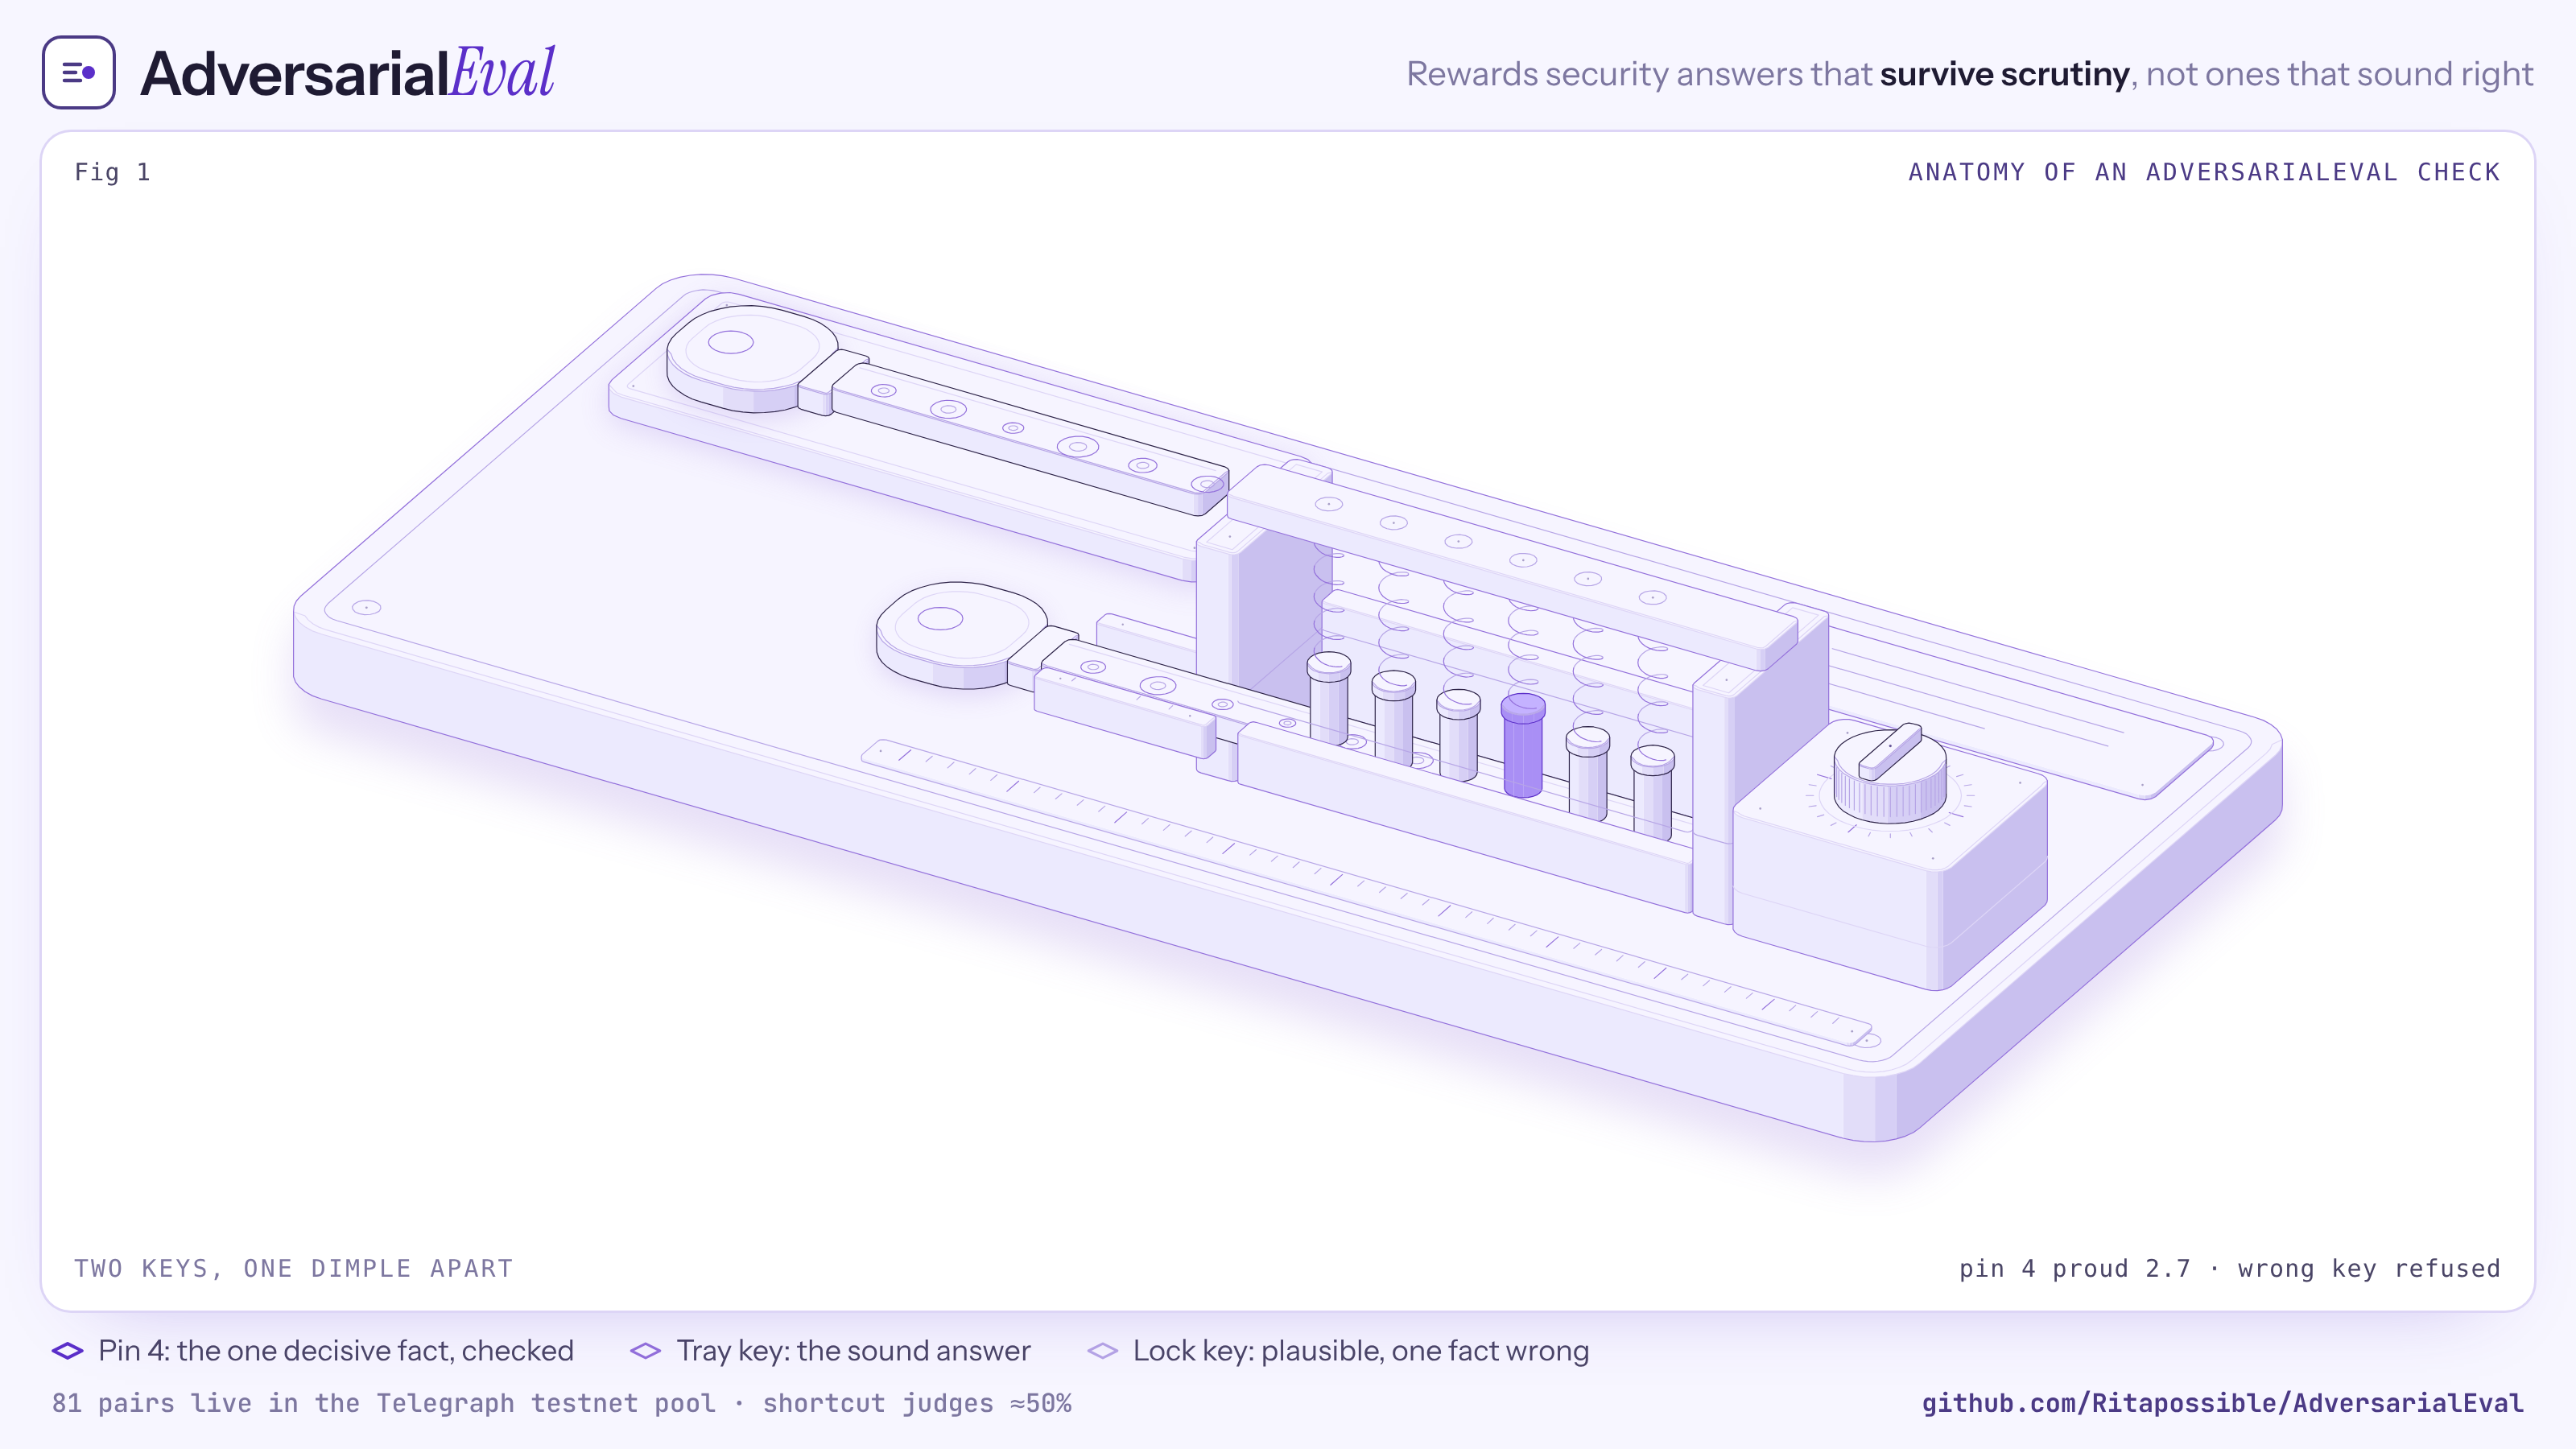 AdversarialEval
Rewards security answers that survive scrutiny, not ones that sound right
Fig 1
ANATOMY OF AN ADVERSARIALEVAL CHECK
TWO KEYS, ONE DIMPLE APART
pin 4 proud 2.7 · wrong key refused
Pin 4: the one decisive fact, checked
Tray key: the sound answer
Lock key: plausible, one fact wrong
81 pairs live in the Telegraph testnet pool · shortcut judges ≈50%
github.com/Ritapossible/AdversarialEval